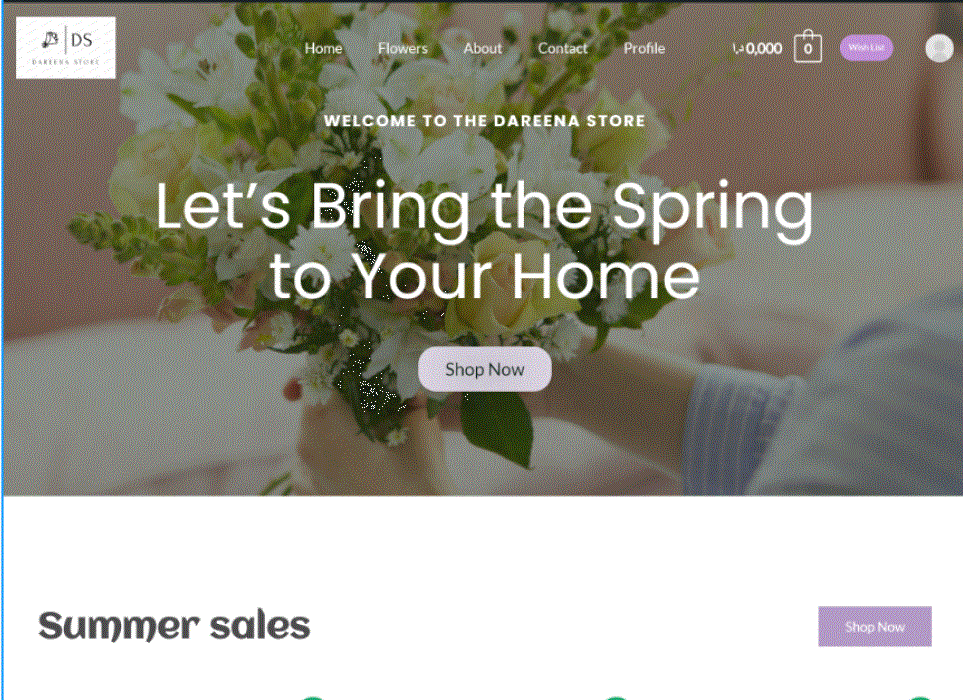 DS
DAREENA STORE
Home
Flowers
About
Contact
Profile
0,000
0
Wish List
WELCOME TO THE DAREENA STORE
Let’s Bring the Spring
to Your Home
Shop Now
Summer sales
Shop Now